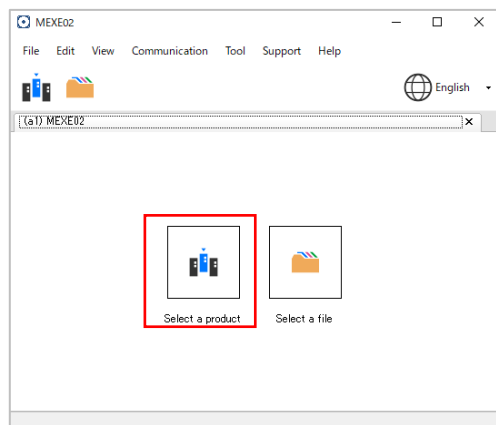 MEXE02
File Edit View Communication Tool Support Help
English
(a1) MEXE02
Select a product Select a file